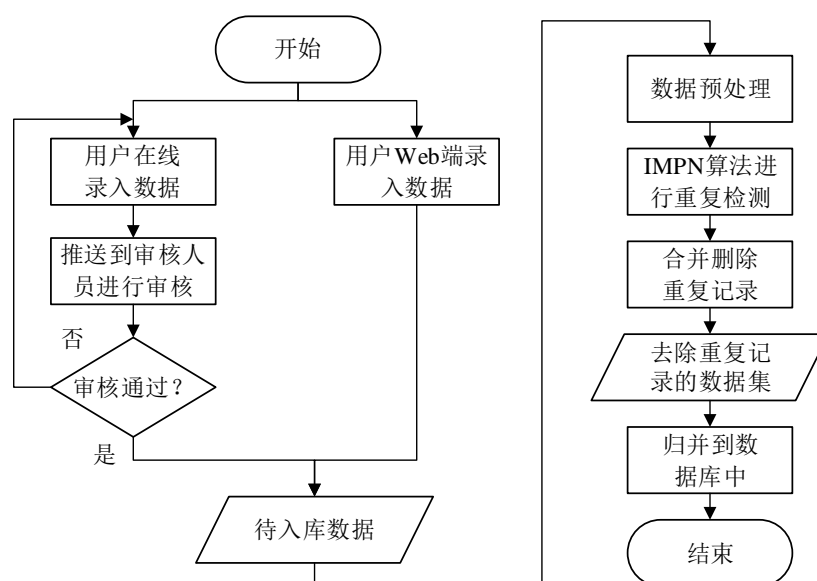 开始
用户在线
录入数据
用户Web端录
入数据
推送到审核人
员进行审核
否
审核通过？
是
待入库数据
数据预处理
IMPN算法进
行重复检测
合并删除
重复记录
去除重复记
录的数据集
归并到数
据库中
结束